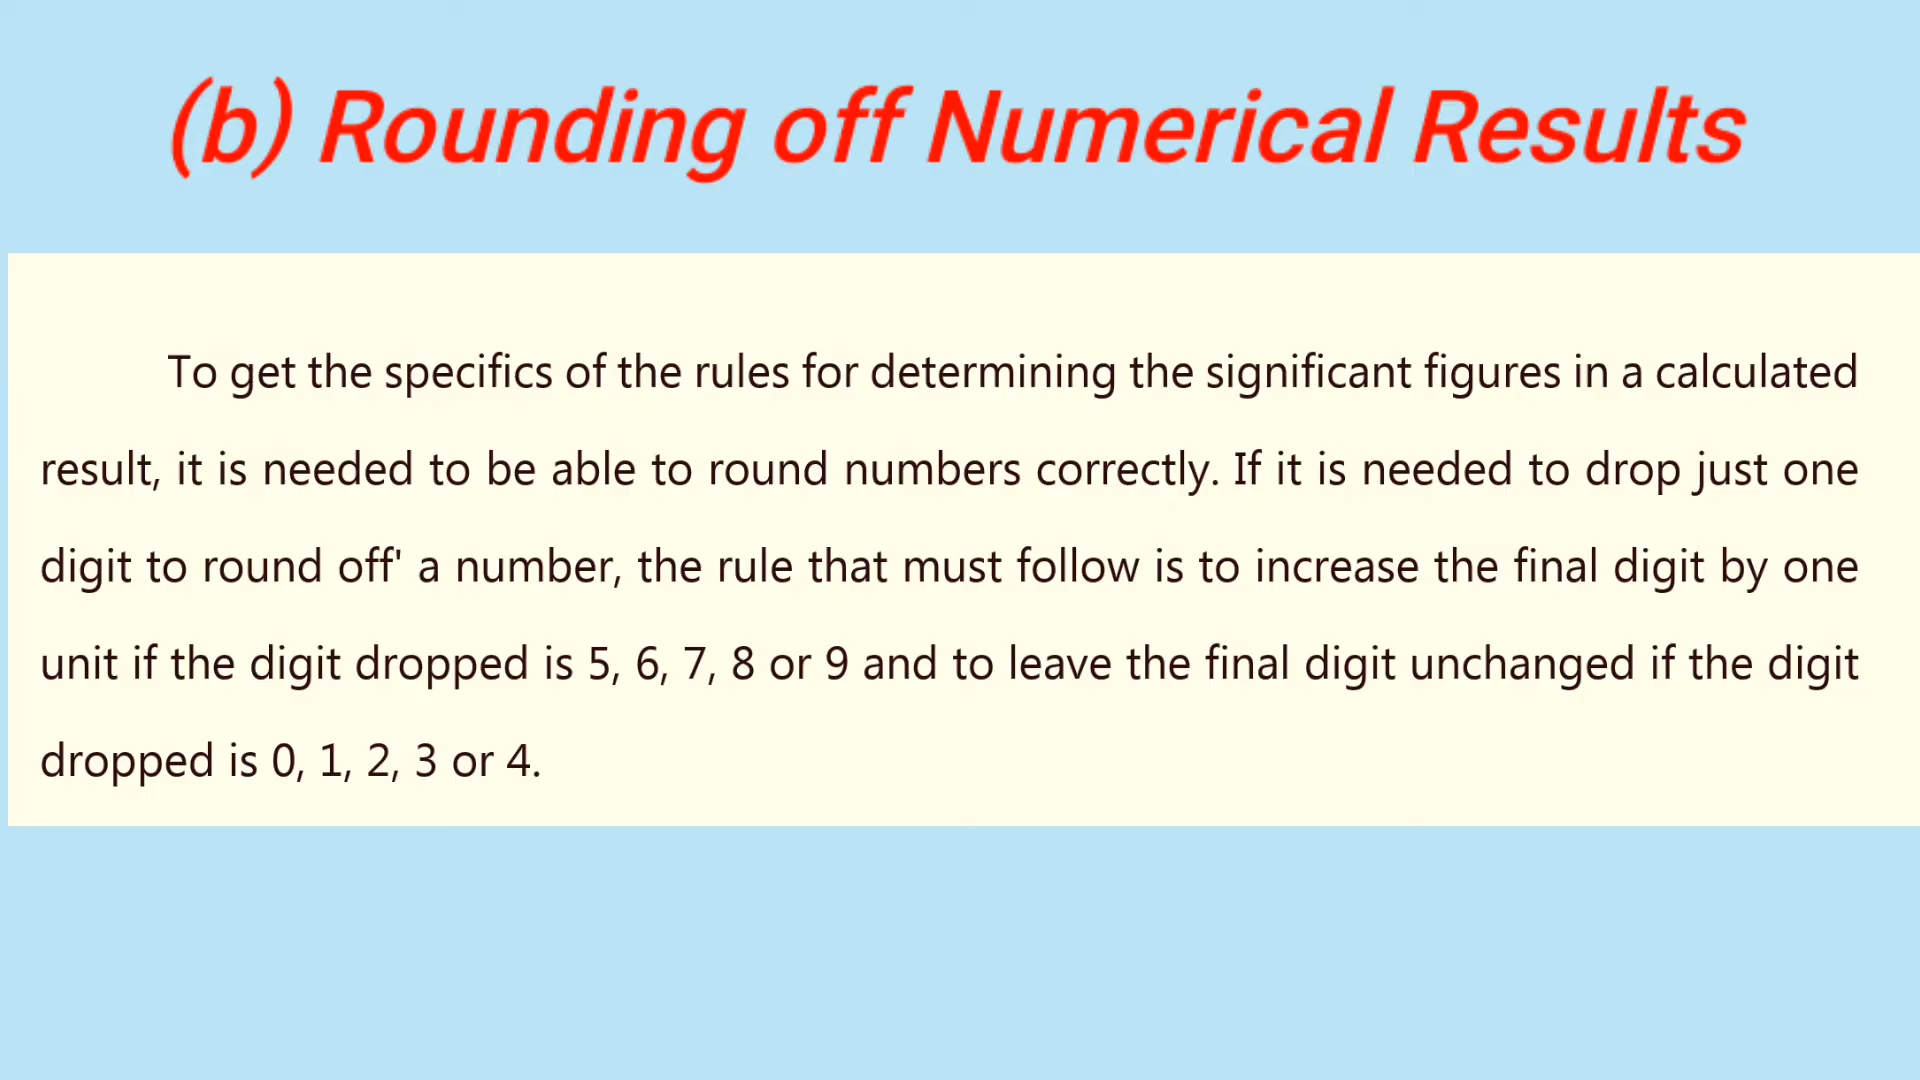 (b) Rounding off Numerical Results
To get the specifics of the rules for determining the significant figures in a calculated
result, it is needed to be able to round numbers correctly. If it is needed to drop just one
digit to round off' a number, the rule that must follow is to increase the final digit by one
unit if the digit dropped is 5, 6, 7, 8 or 9 and to leave the final digit unchanged if the digit
dropped is 0, 1, 2, 3 or 4.